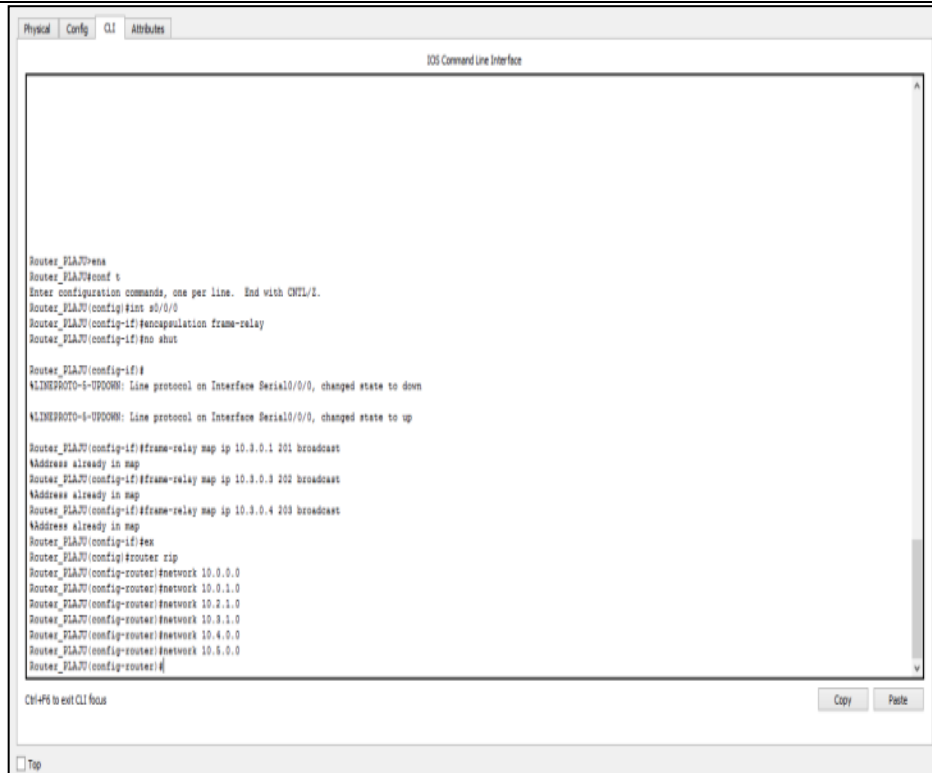 Physical Config CLI Attributes
IOS Command Line Interface
Router_PLAJU>ena
Router_PLAJU#conf t
Enter configuration commands, one per line. End with CNTL/Z.
Router_PLAJU(config)#int s0/0/0
Router_PLAJU(config-if)#encapsulation frame-relay
Router_PLAJU(config-if)#no shut
Router_PLAJU(config-if)#
%LINEPROTO-5-UPDOWN: Line protocol on Interface Serial0/0/0, changed state to down
%LINEPROTO-5-UPDOWN: Line protocol on Interface Serial0/0/0, changed state to up
Router_PLAJU(config-if)#frame-relay map ip 10.3.0.1 201 broadcast
%Address already in map
Router_PLAJU(config-if)#frame-relay map ip 10.3.0.3 202 broadcast
%Address already in map
Router_PLAJU(config-if)#frame-relay map ip 10.3.0.4 203 broadcast
%Address already in map
Router_PLAJU(config-if)#ex
Router_PLAJU(config)#router rip
Router_PLAJU(config-router)#network 10.0.0.0
Router_PLAJU(config-router)#network 10.0.1.0
Router_PLAJU(config-router)#network 10.2.1.0
Router_PLAJU(config-router)#network 10.3.1.0
Router_PLAJU(config-router)#network 10.4.0.0
Router_PLAJU(config-router)#network 10.5.0.0
Router_PLAJU(config-router)#
Ctrl+F6 to exit CLI focus
Copy Paste
Top